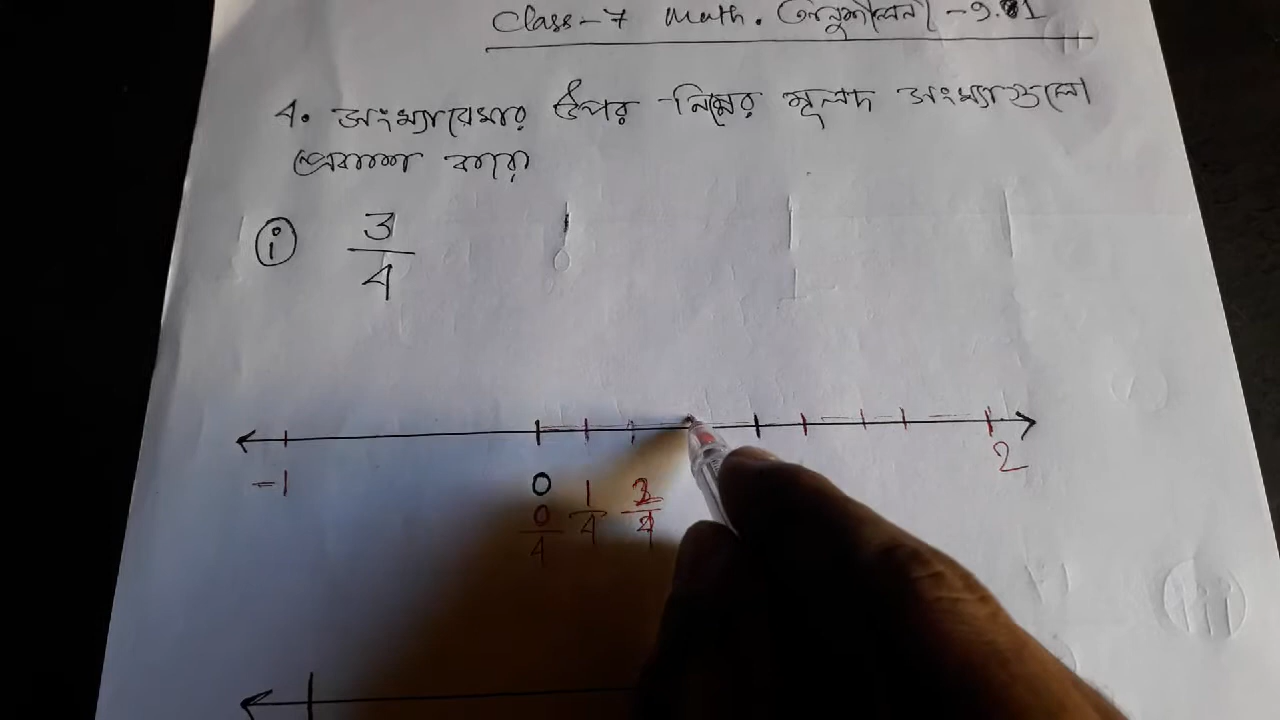 Class-7 Math. অনুশীলনী -9.1
4. সংখ্যারেখার উপর নিম্নের মূলদ সংখ্যাগুলো
প্রকাশ করো
i 3/4
-1 0 2
0/4 1/4 2/4